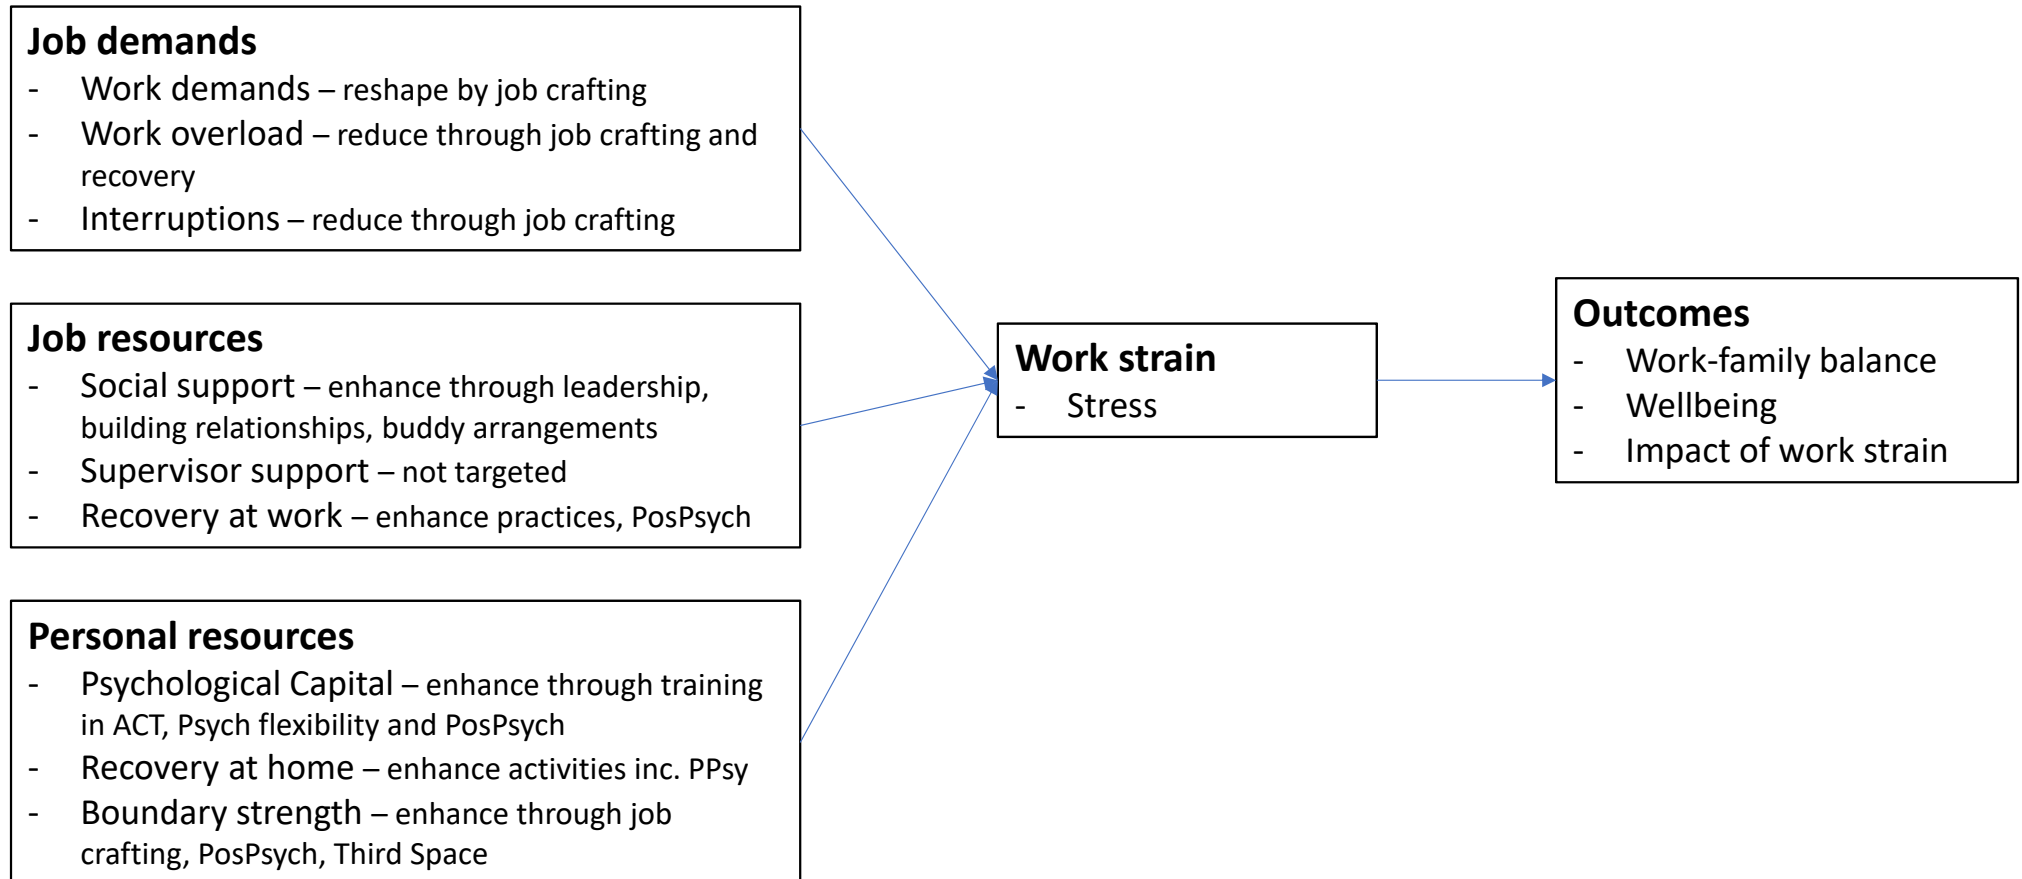 Job demands
- Work demands – reshape by job crafting
- Work overload – reduce through job crafting and
recovery
- Interruptions – reduce through job crafting
Job resources
- Social support – enhance through leadership,
building relationships, buddy arrangements
- Supervisor support – not targeted
- Recovery at work – enhance practices, PosPsych
Personal resources
- Psychological Capital – enhance through training
in ACT, Psych flexibility and PosPsych
- Recovery at home – enhance activities inc. PPsy
- Boundary strength – enhance through job
crafting, PosPsych, Third Space
Work strain
- Stress
Outcomes
- Work-family balance
- Wellbeing
- Impact of work strain